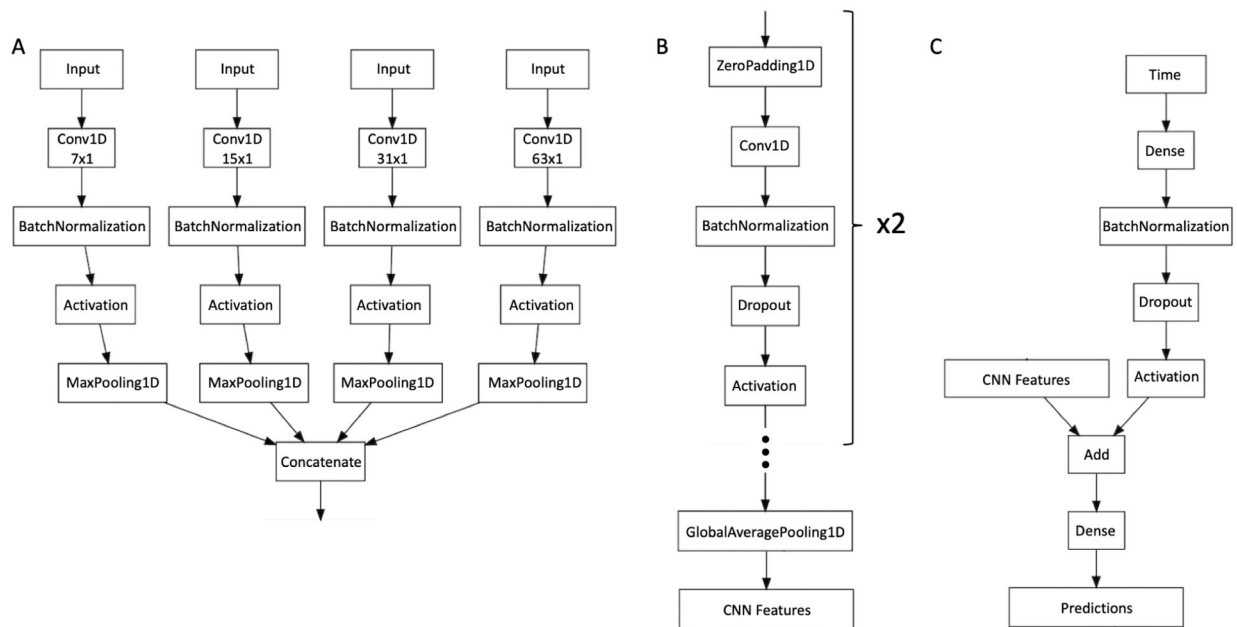 A
Input
Input
Input
Input
Conv1D
7x1
Conv1D
15x1
Conv1D
31x1
Conv1D
63x1
BatchNormalization
BatchNormalization
BatchNormalization
BatchNormalization
Activation
Activation
Activation
Activation
MaxPooling1D
MaxPooling1D
MaxPooling1D
MaxPooling1D
Concatenate
B
ZeroPadding1D
Conv1D
BatchNormalization
Dropout
Activation
x2
GlobalAveragePooling1D
CNN Features
C
Time
Dense
BatchNormalization
Dropout
CNN Features
Activation
Add
Dense
Predictions